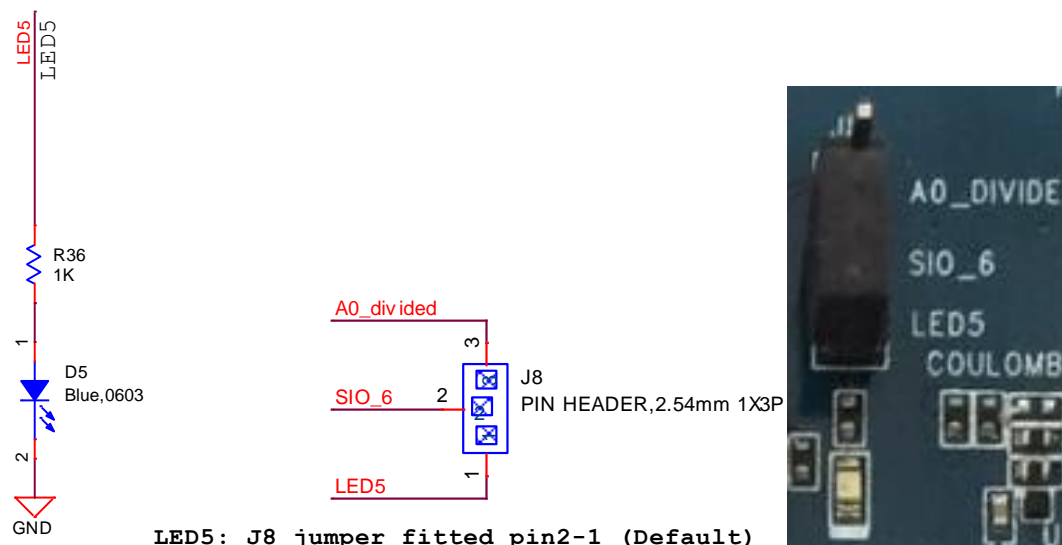 LED5
LED5
R36
1K
1
D5
Blue,0603
2
GND
A0_divided
3
SIO_6
2
J8
PIN HEADER,2.54mm 1X3P
LED5
1
LED5: J8 jumper fitted pin2-1 (Default)
A0_DIVIDE
SIO_6
LED5
COULOMB